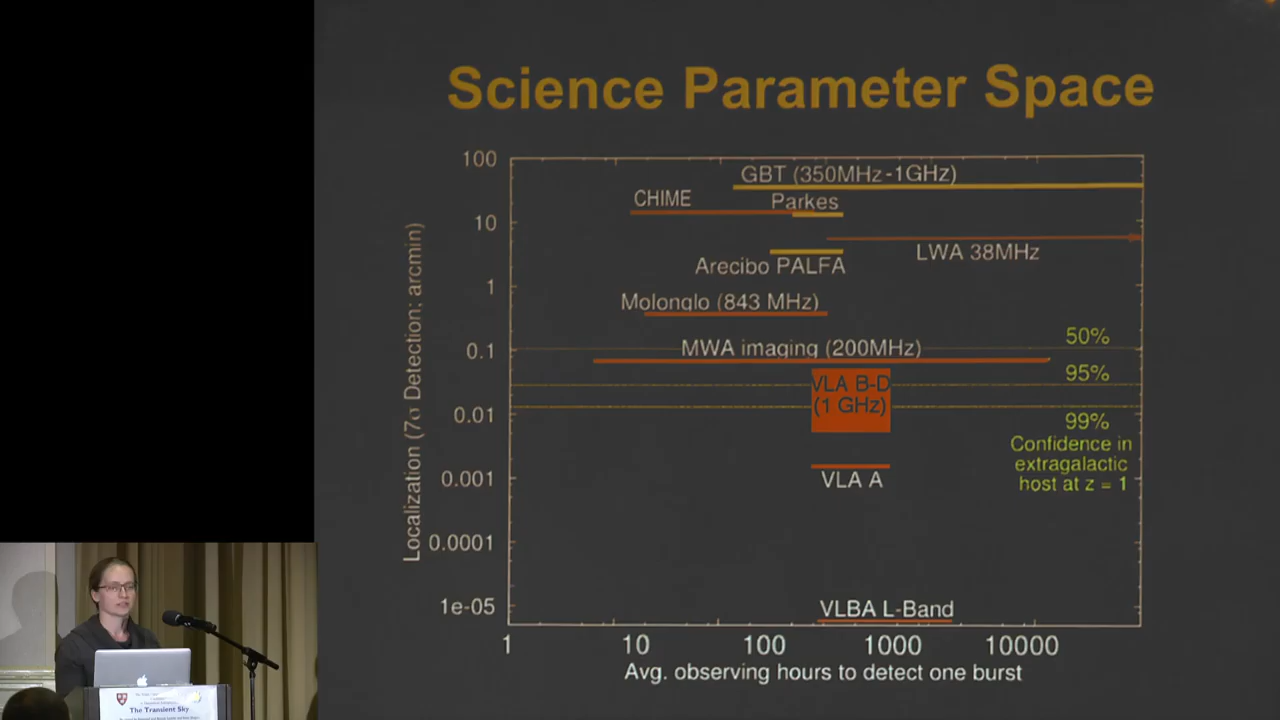 Science Parameter Space
100
10
1
0.1
0.01
0.001
0.0001
1e-05
Localization (7σ Detection; arcmin)
GBT (350MHz-1GHz)
CHIME
Parkes
LWA 38MHz
Arecibo PALFA
Molonglo (843 MHz)
MWA imaging (200MHz)
50%
95%
VLA B-D
(1 GHz)
99%
Confidence in
extragalactic
host at z = 1
VLA A
VLBA L-Band
1 10 100 1000 10000
Avg. observing hours to detect one burst
The Transient Sky